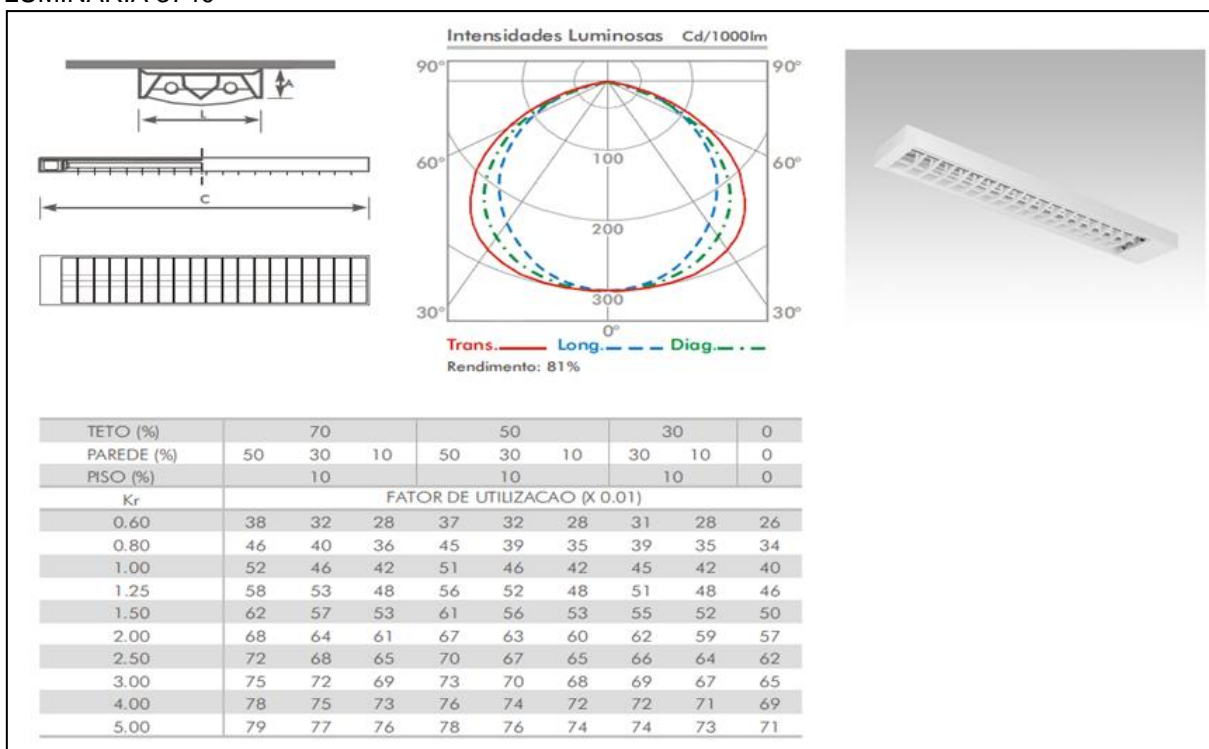 Intensidades Luminosas Cd/1000lm
90° 90°
60° 100 60°
200
30° 300 30°
0°
A
L
C
Trans. Long. Diag.
Rendimento: 81%
TETO (%) 70 50 30 0
PAREDE (%) 50 30 10 50 30 10 30 10 0
PISO (%) 10 10 10 0
Kr FATOR DE UTILIZACAO (X 0.01)
0.60 38 32 28 37 32 28 31 28 26
0.80 46 40 36 45 39 35 39 35 34
1.00 52 46 42 51 46 42 45 42 40
1.25 58 53 48 56 52 48 51 48 46
1.50 62 57 53 61 56 53 55 52 50
2.00 68 64 61 67 63 60 62 59 57
2.50 72 68 65 70 67 65 66 64 62
3.00 75 72 69 73 70 68 69 67 65
4.00 78 75 73 76 74 72 72 71 69
5.00 79 77 76 78 76 74 74 73 71